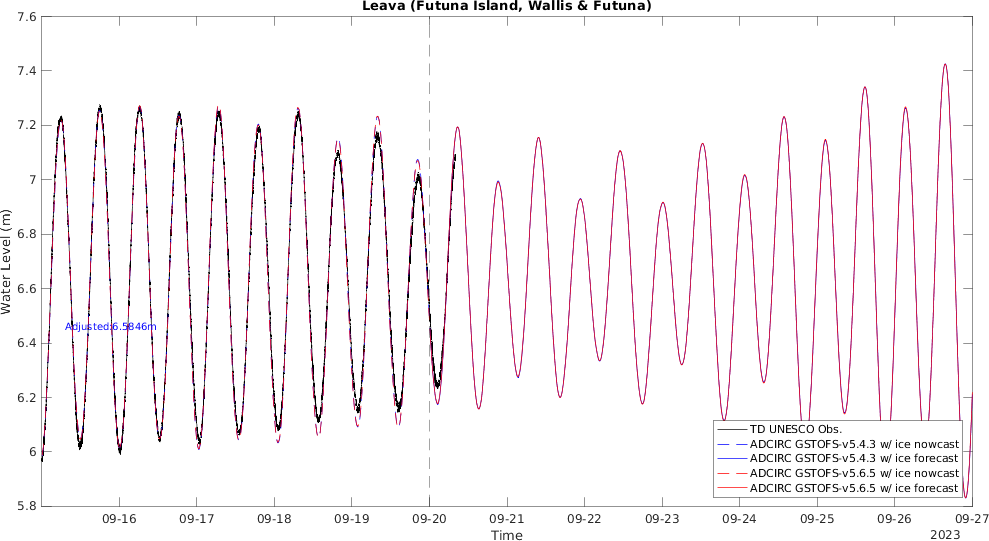 Leava (Futuna Island, Wallis & Futuna)
7.6
7.4
7.2
7
6.8
6.6
6.4
6.2
6
5.8
Water Level (m)
Adjusted:6.5846m
TD UNESCO Obs.
ADCIRC GSTOFS-v5.4.3 w/ ice nowcast
ADCIRC GSTOFS-v5.4.3 w/ ice forecast
ADCIRC GSTOFS-v5.6.5 w/ ice nowcast
ADCIRC GSTOFS-v5.6.5 w/ ice forecast
09-16 09-17 09-18 09-19 09-20 09-21 09-22 09-23 09-24 09-25 09-26 09-27
Time
2023